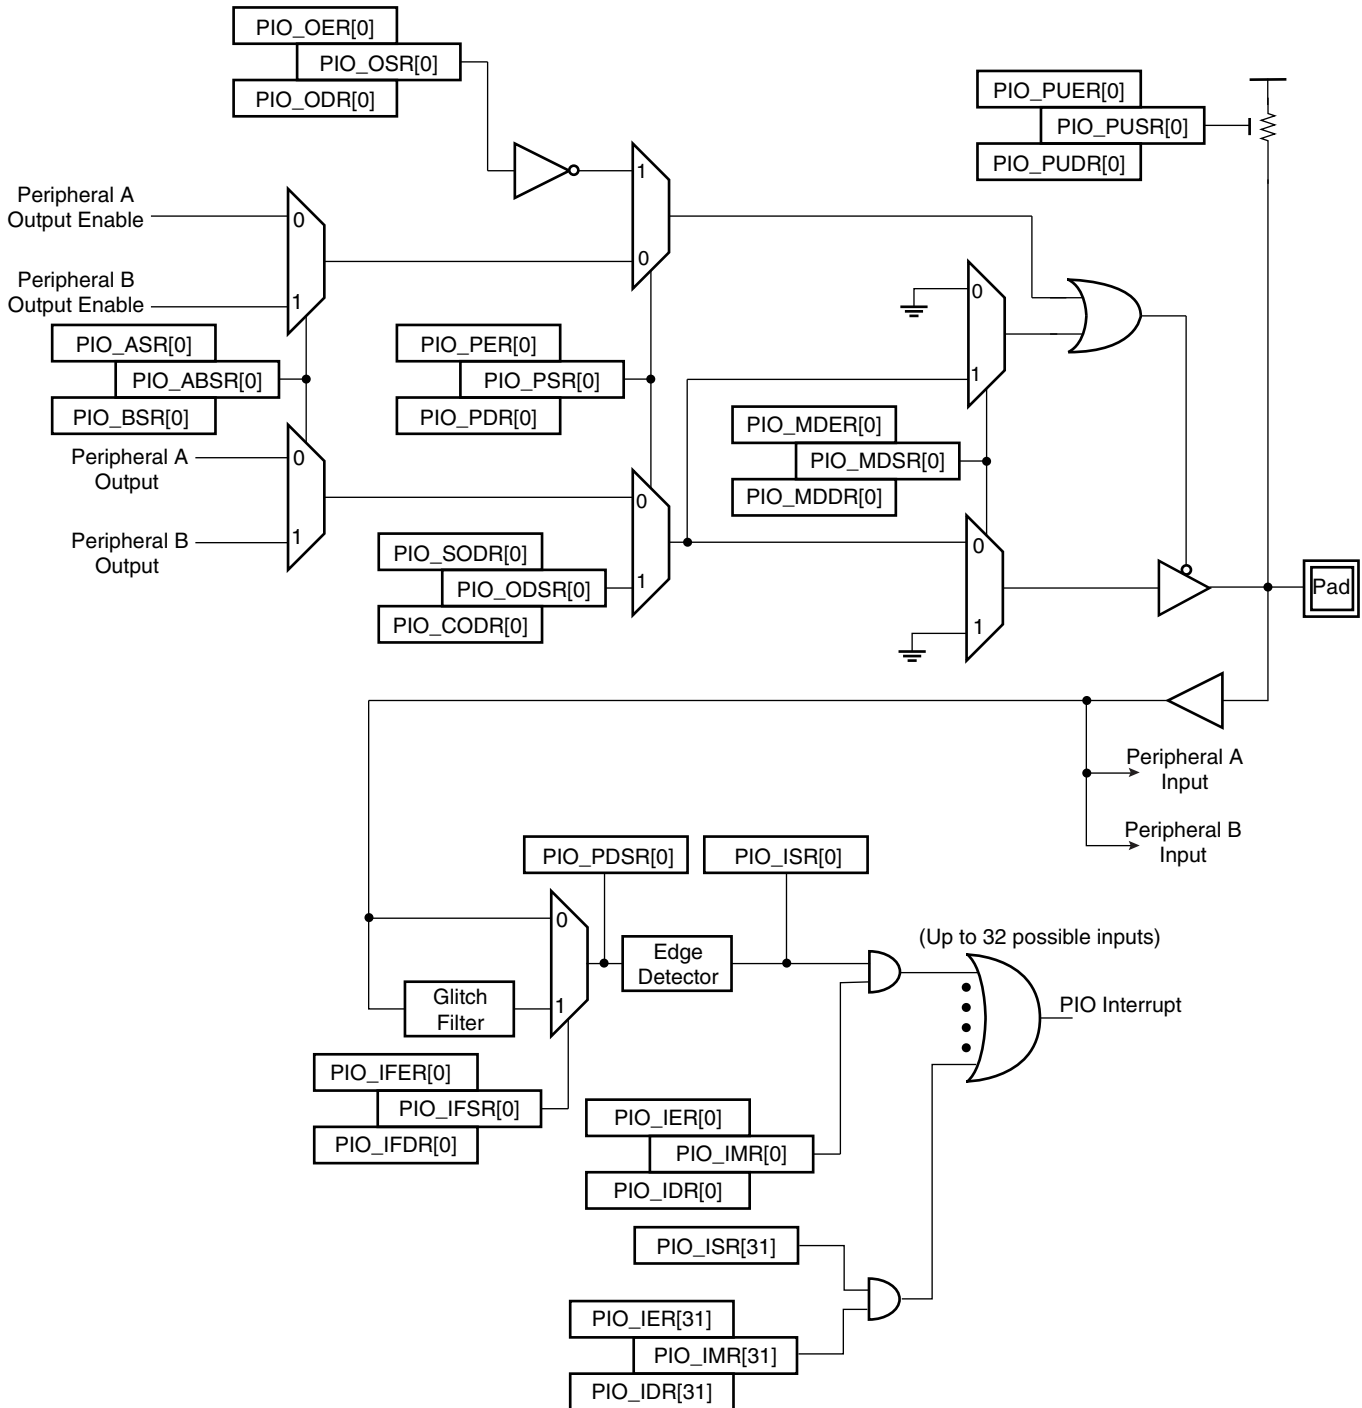 PIO_OER[0]
PIO_OSR[0]
PIO_ODR[0]
PIO_PUER[0]
PIO_PUSR[0]
PIO_PUDR[0]
1
Peripheral A
Output Enable
0
0
Peripheral B
Output Enable
1
0
PIO_ASR[0]
PIO_ABSR[0]
PIO_BSR[0]
PIO_PER[0]
PIO_PSR[0]
PIO_PDR[0]
1
PIO_MDER[0]
PIO_MDSR[0]
PIO_MDDR[0]
Peripheral A
Output
0
0
Peripheral B
Output
1
PIO_SODR[0]
PIO_ODSR[0]
PIO_CODR[0]
1
0
1
Pad
Peripheral A
Input
Peripheral B
Input
PIO_PDSR[0]
PIO_ISR[0]
0
Edge
Detector
(Up to 32 possible inputs)
Glitch
Filter
1
PIO Interrupt
PIO_IFER[0]
PIO_IFSR[0]
PIO_IFDR[0]
PIO_IER[0]
PIO_IMR[0]
PIO_IDR[0]
PIO_ISR[31]
PIO_IER[31]
PIO_IMR[31]
PIO_IDR[31]